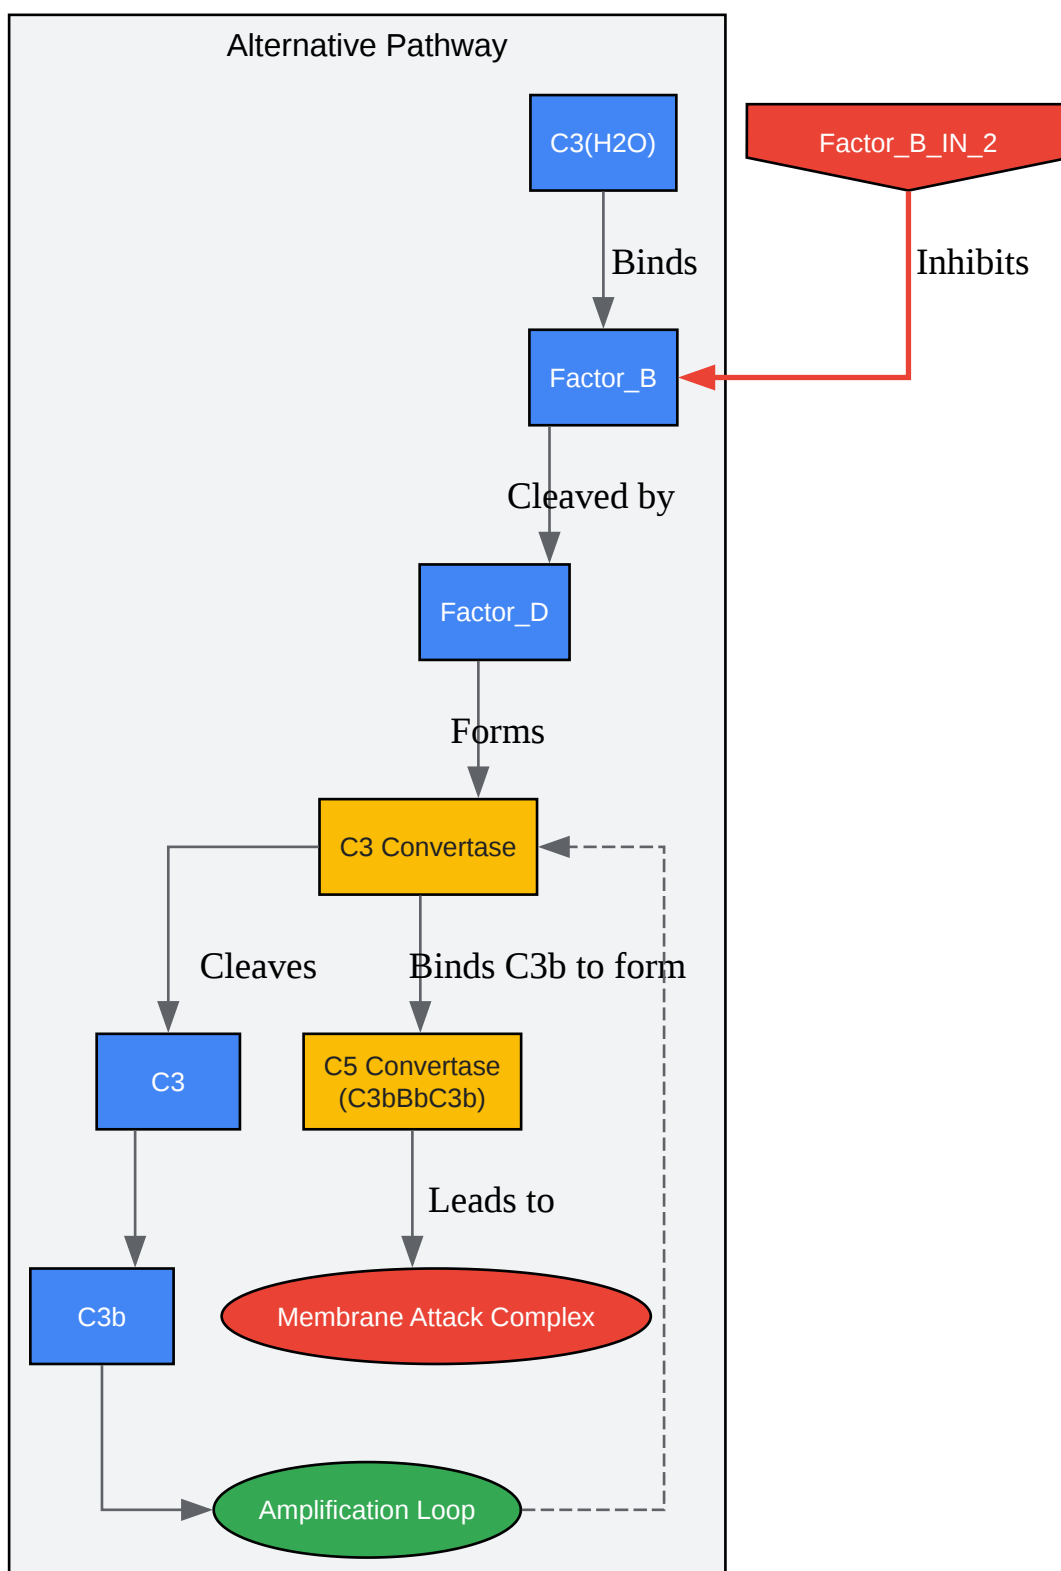 Alternative Pathway
C3(H2O)
Factor_B_IN_2
Binds
Inhibits
Factor_B
Cleaved by
Factor_D
Forms
C3 Convertase
Cleaves
Binds C3b to form
C3
C5 Convertase
(C3bBbC3b)
Leads to
C3b
Membrane Attack Complex
Amplification Loop